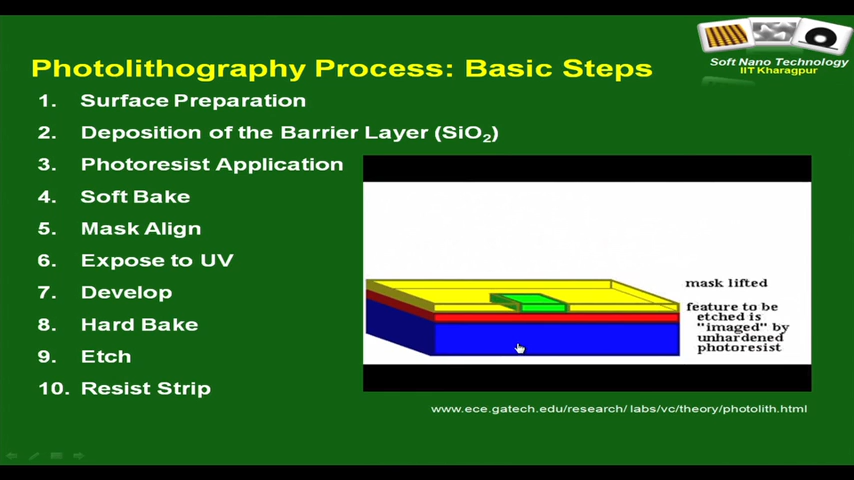 Photolithography Process: Basic Steps
Soft Nano Technology
IIT Kharagpur
1. Surface Preparation
2. Deposition of the Barrier Layer (SiO₂)
3. Photoresist Application
4. Soft Bake
5. Mask Align
6. Expose to UV
7. Develop
8. Hard Bake
9. Etch
10. Resist Strip
mask lifted
feature to be
etched is
"imaged" by
unhardened
photoresist
www.ece.gatech.edu/research/ labs/vc/theory/photolith.html